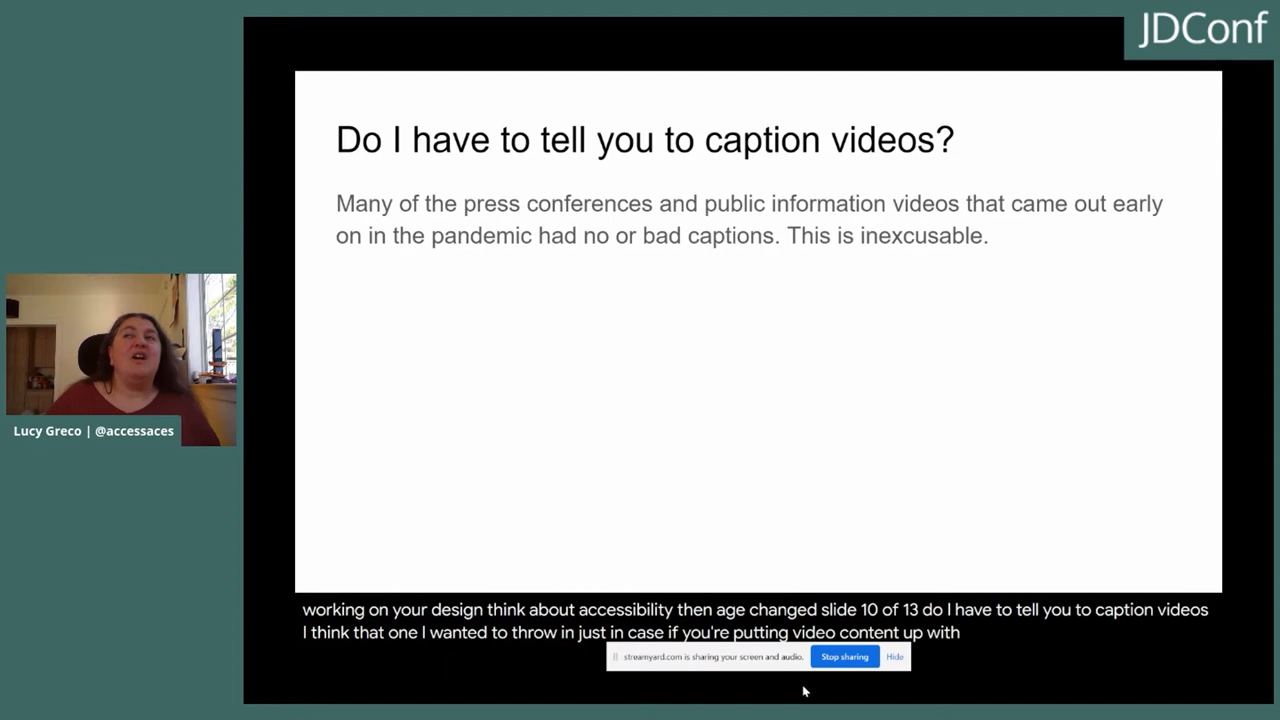 JDConf
Do I have to tell you to caption videos?
Many of the press conferences and public information videos that came out early
on in the pandemic had no or bad captions. This is inexcusable.
Lucy Greco | @accessaces
working on your design think about accessibility then age changed slide 10 of 13 do I have to tell you to caption videos
I think that one I wanted to throw in just in case if you're putting video content up with
streamyard.com is sharing your screen and audio. Stop sharing Hide